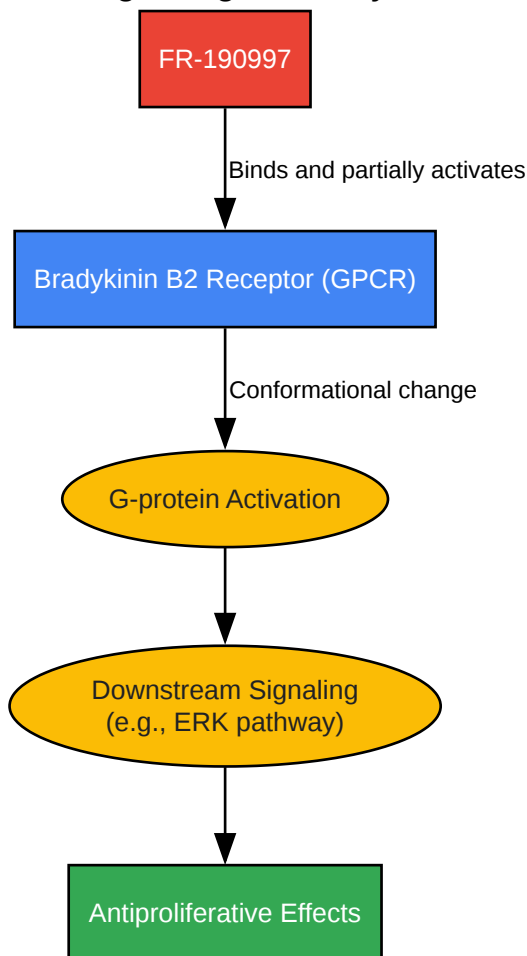 FR-190997
Binds and partially activates
Bradykinin B2 Receptor (GPCR)
Conformational change
G-protein Activation
Downstream Signaling
(e.g., ERK pathway)
Antiproliferative Effects